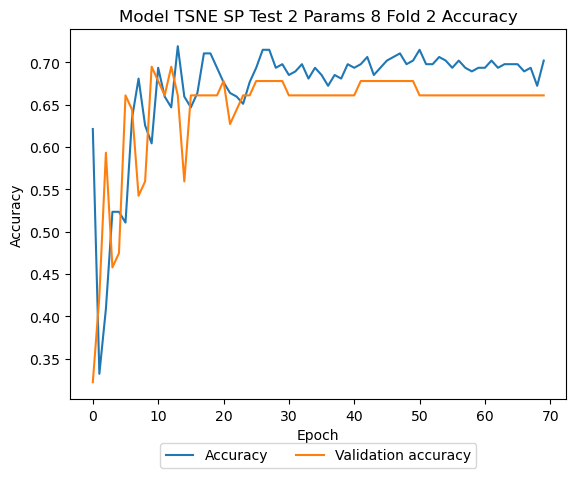 Model TSNE SP Test 2 Params 8 Fold 2 Accuracy
Accuracy
0.70
0.65
0.60
0.55
0.50
0.45
0.40
0.35
0 10 20 30 40 50 60 70
Epoch
Accuracy Validation accuracy